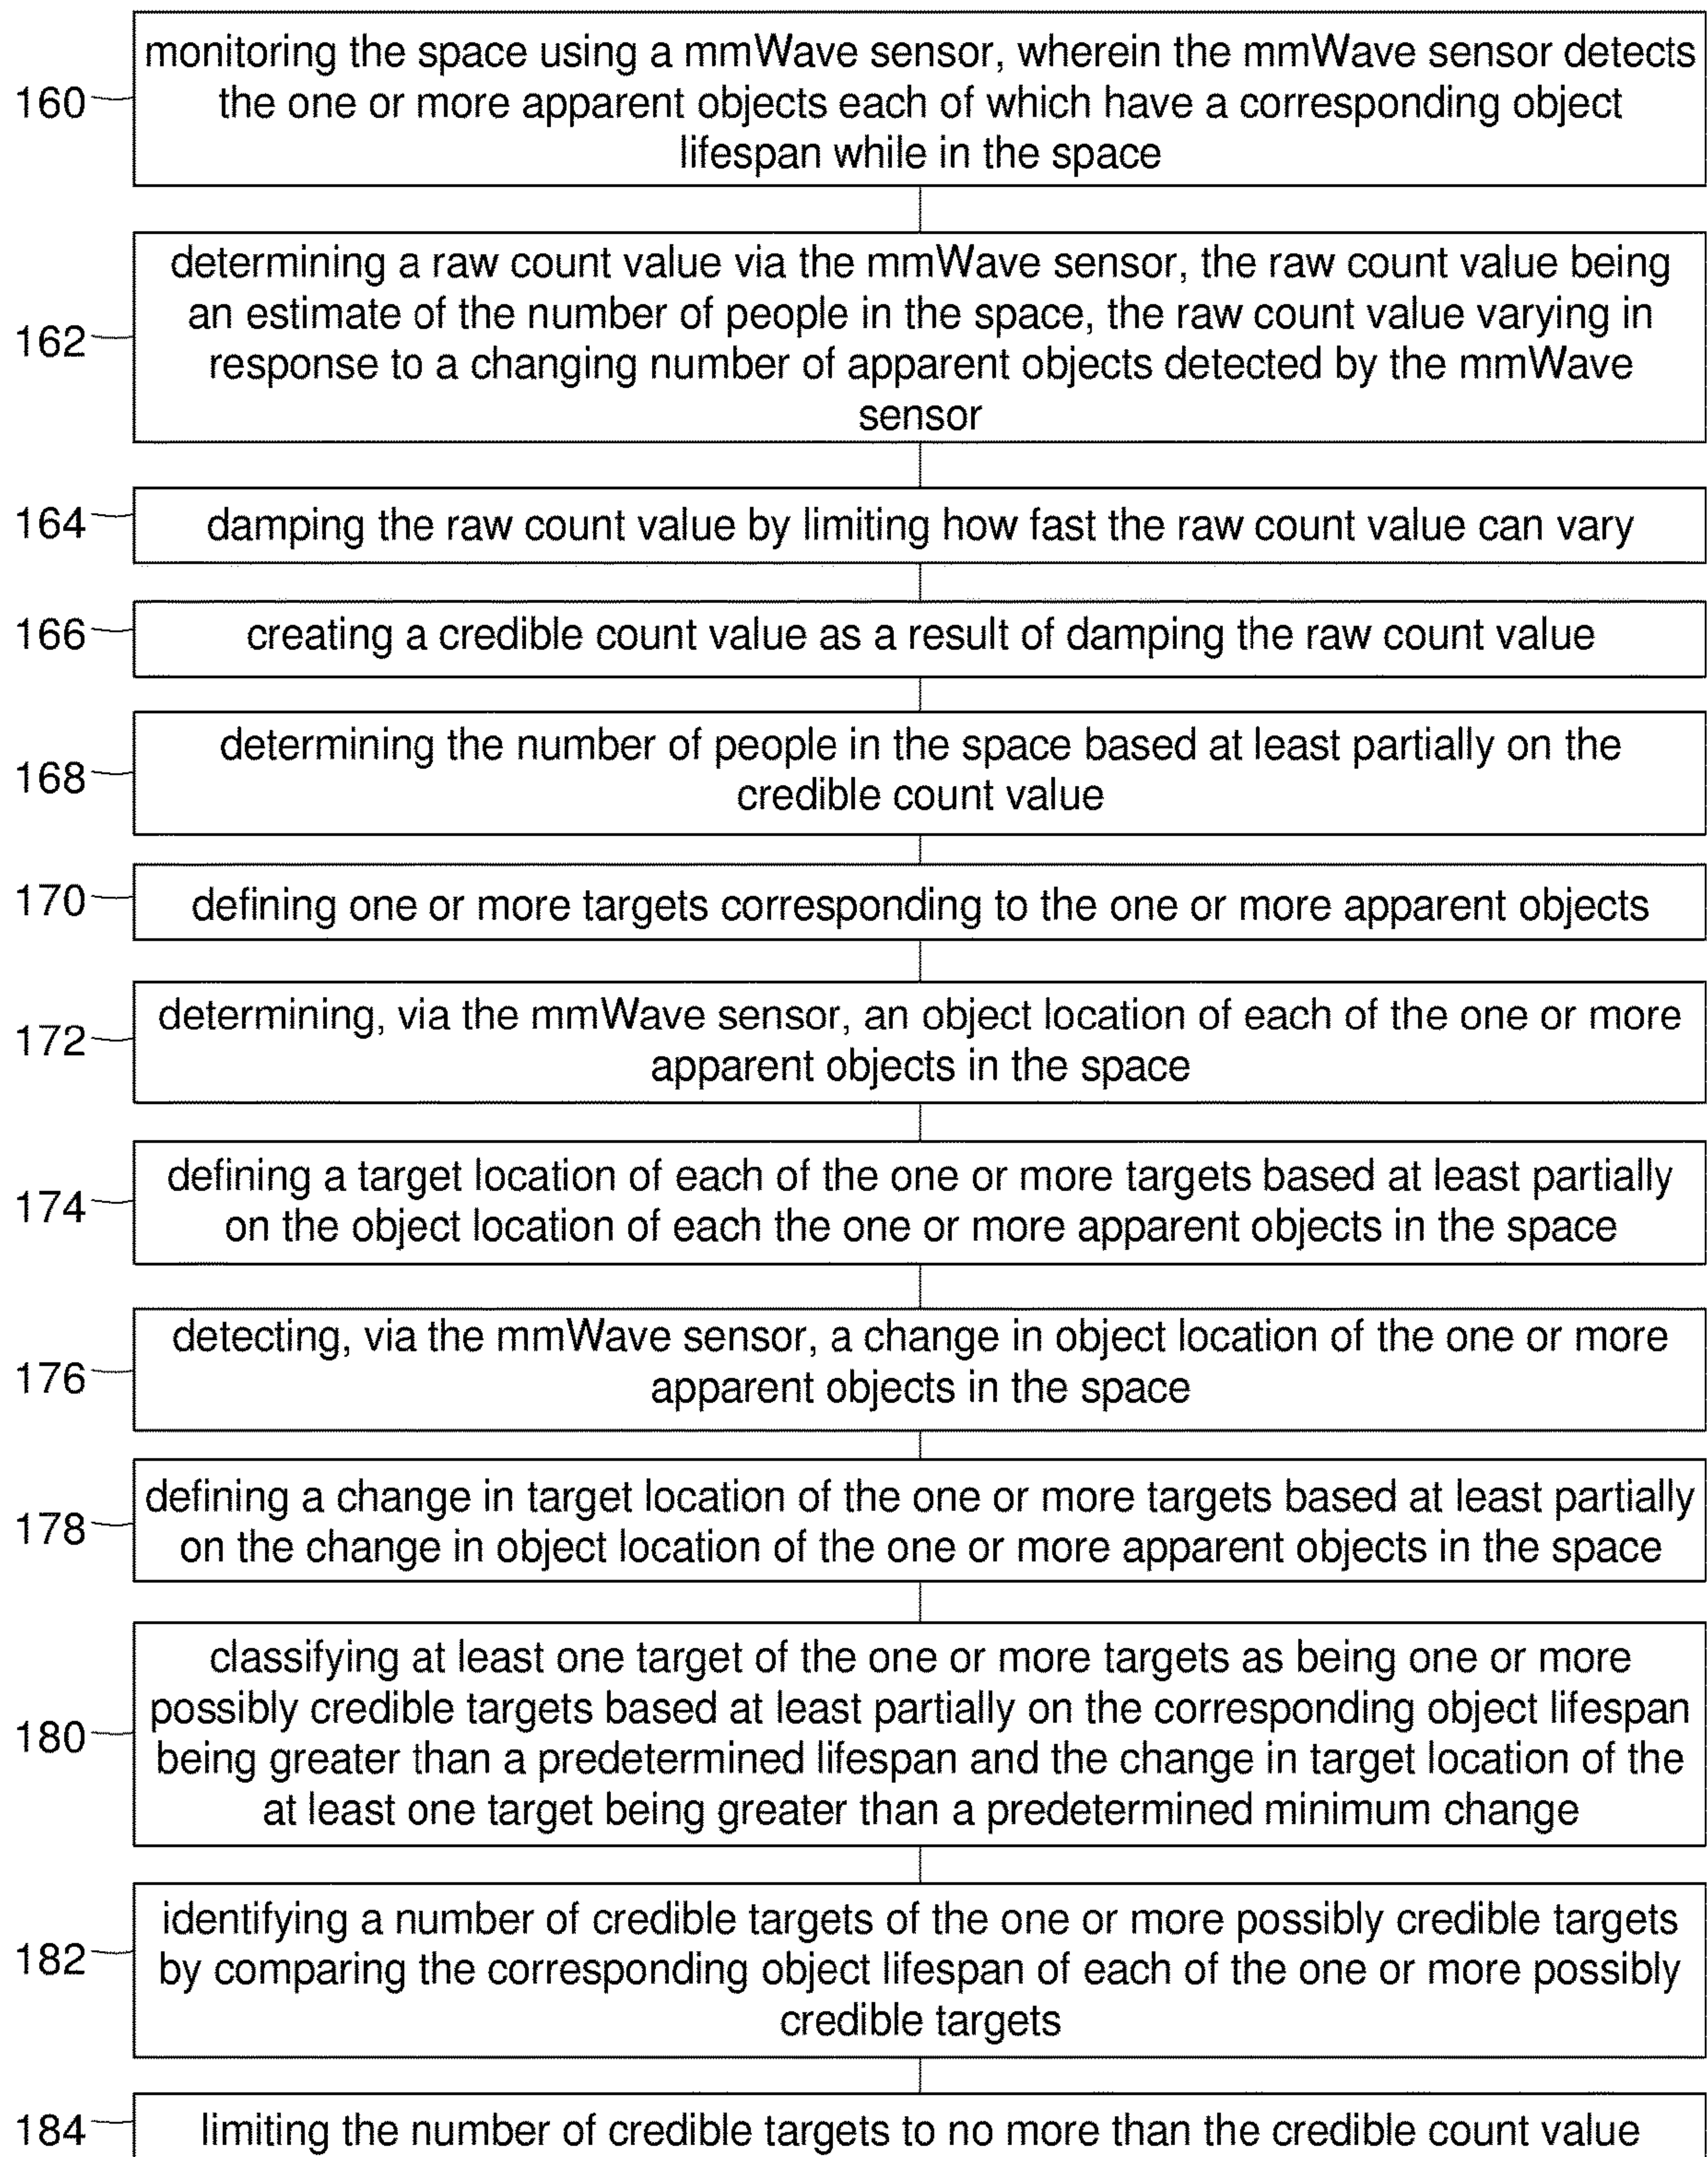 monitoring the space using a mmWave sensor, wherein the mmWave sensor detects
160 the one or more apparent objects each of which have a corresponding object
lifespan while in the space
determining a raw count value via the mmWave sensor, the raw count value being
an estimate of the number of people in the space, the raw count value varying in
162
response to a changing number of apparent objects detected by the mmWave
sensor
164 damping the raw count value by limiting how fast the raw count value can vary
166 creating a credible count value as a result of damping the raw count value
determining the number of people in the space based at least partially on the
168
credible count value
170 defining one or more targets corresponding to the one or more apparent objects
determining, via the mmWave sensor, an object location of each of the one or more
172
apparent objects in the space
defining a target location of each of the one or more targets based at least partially
174
on the object location of each the one or more apparent objects in the space
detecting, via the mmWave sensor, a change in object location of the one or more
176
apparent objects in the space
defining a change in target location of the one or more targets based at least partially
178
on the change in object location of the one or more apparent objects in the space
classifying at least one target of the one or more targets as being one or more
possibly credible targets based at least partially on the corresponding object lifespan
180
being greater than a predetermined lifespan and the change in target location of the
at least one target being greater than a predetermined minimum change
identifying a number of credible targets of the one or more possibly credible targets
182 by comparing the corresponding object lifespan of each of the one or more possibly
credible targets
184 limiting the number of credible targets to no more than the credible count value